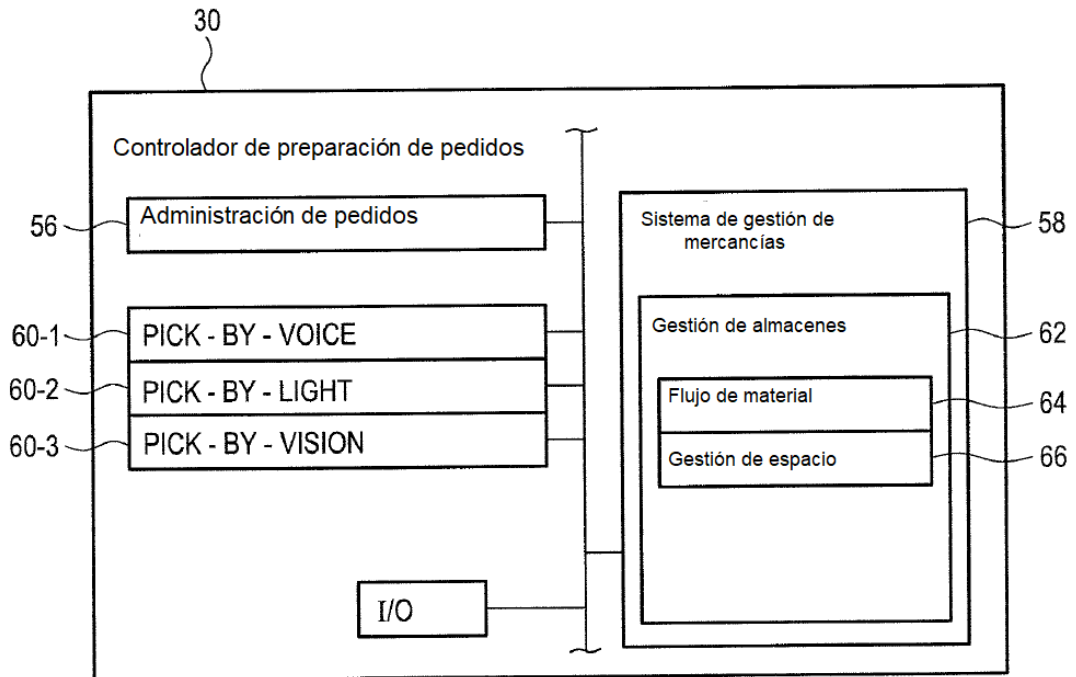 30
Controlador de preparación de pedidos
56
Administración de pedidos
Sistema de gestión de
mercancías
58
60-1
PICK - BY - VOICE
60-2
PICK - BY - LIGHT
60-3
PICK - BY - VISION
Gestión de almacenes
62
Flujo de material
64
Gestión de espacio
66
I/O